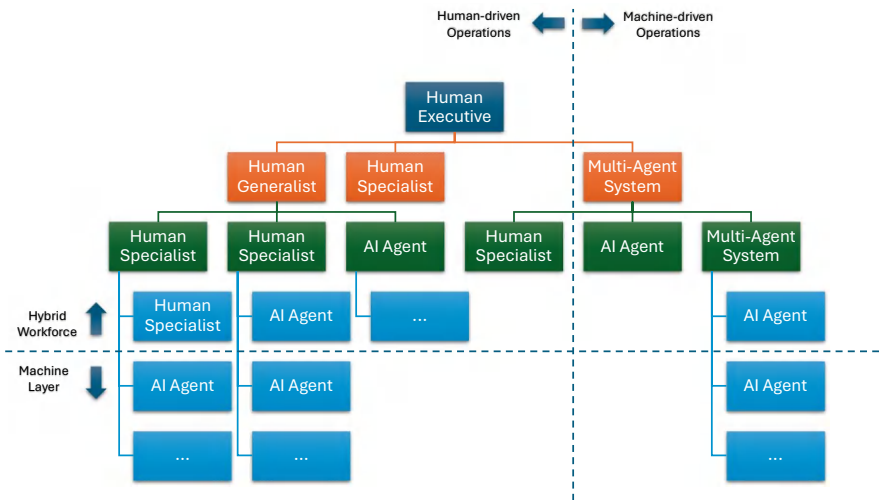 Human-driven
Operations
Machine-driven
Operations
Human
Executive
Human
Generalist
Human
Specialist
Multi-Agent
System
Human
Specialist
Human
Specialist
AI Agent
Human
Specialist
AI Agent
Multi-Agent
System
Hybrid
Workforce
Human
Specialist
AI Agent
...
AI Agent
Machine
Layer
AI Agent
AI Agent
AI Agent
...
...
...